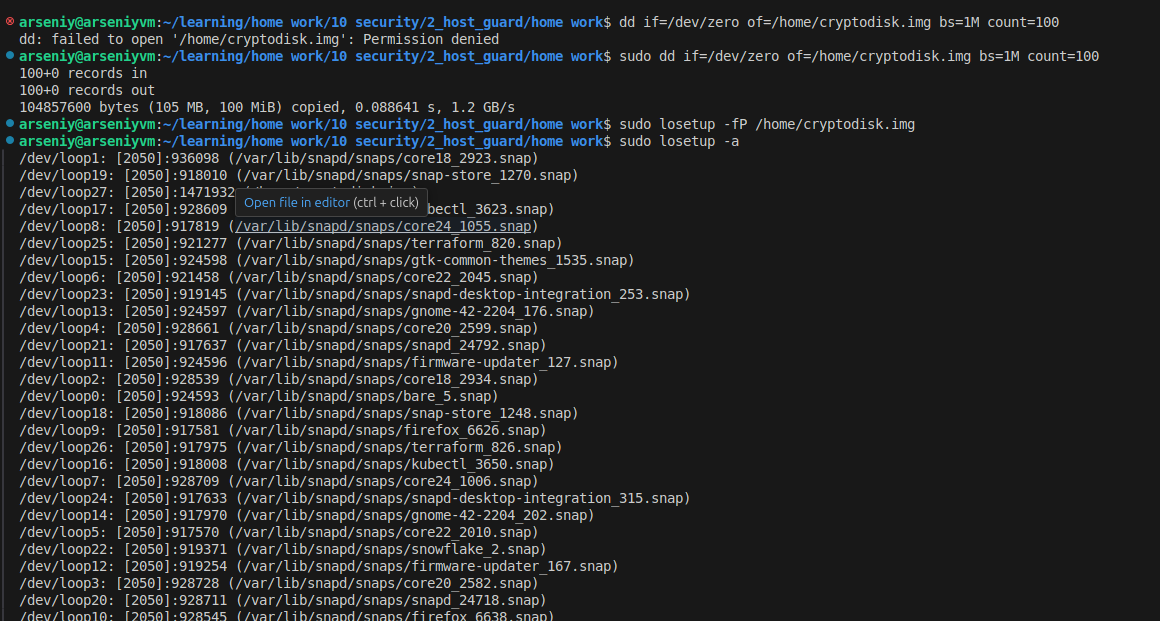 arseniy@arseniyvm:~/learning/home work/10 security/2_host_guard/home work$ dd if=/dev/zero of=/home/cryptodisk.img bs=1M count=100
dd: failed to open '/home/cryptodisk.img': Permission denied
arseniy@arseniyvm:~/learning/home work/10 security/2_host_guard/home work$ sudo dd if=/dev/zero of=/home/cryptodisk.img bs=1M count=100
100+0 records in
100+0 records out
104857600 bytes (105 MB, 100 MiB) copied, 0.088641 s, 1.2 GB/s
arseniy@arseniyvm:~/learning/home work/10 security/2_host_guard/home work$ sudo losetup -fP /home/cryptodisk.img
arseniy@arseniyvm:~/learning/home work/10 security/2_host_guard/home work$ sudo losetup -a
/dev/loop1: [2050]:936098 (/var/lib/snapd/snaps/core18_2923.snap)
/dev/loop19: [2050]:918010 (/var/lib/snapd/snaps/snap-store_1270.snap)
/dev/loop27: [2050]:1471932
Open file in editor (ctrl + click)
/dev/loop17: [2050]:928609 bectl_3623.snap)
/dev/loop8: [2050]:917819 (/var/lib/snapd/snaps/core24_1055.snap)
/dev/loop25: [2050]:921277 (/var/lib/snapd/snaps/terraform_820.snap)
/dev/loop15: [2050]:924598 (/var/lib/snapd/snaps/gtk-common-themes_1535.snap)
/dev/loop6: [2050]:921458 (/var/lib/snapd/snaps/core22_2045.snap)
/dev/loop23: [2050]:919145 (/var/lib/snapd/snaps/snapd-desktop-integration_253.snap)
/dev/loop13: [2050]:924597 (/var/lib/snapd/snaps/gnome-42-2204_176.snap)
/dev/loop4: [2050]:928661 (/var/lib/snapd/snaps/core20_2599.snap)
/dev/loop21: [2050]:917637 (/var/lib/snapd/snaps/snapd_24792.snap)
/dev/loop11: [2050]:924596 (/var/lib/snapd/snaps/firmware-updater_127.snap)
/dev/loop2: [2050]:928539 (/var/lib/snapd/snaps/core18_2934.snap)
/dev/loop0: [2050]:924593 (/var/lib/snapd/snaps/bare_5.snap)
/dev/loop18: [2050]:918086 (/var/lib/snapd/snaps/snap-store_1248.snap)
/dev/loop9: [2050]:917581 (/var/lib/snapd/snaps/firefox_6626.snap)
/dev/loop26: [2050]:917975 (/var/lib/snapd/snaps/terraform_826.snap)
/dev/loop16: [2050]:918008 (/var/lib/snapd/snaps/kubectl_3650.snap)
/dev/loop7: [2050]:928709 (/var/lib/snapd/snaps/core24_1006.snap)
/dev/loop24: [2050]:917633 (/var/lib/snapd/snaps/snapd-desktop-integration_315.snap)
/dev/loop14: [2050]:917970 (/var/lib/snapd/snaps/gnome-42-2204_202.snap)
/dev/loop5: [2050]:917570 (/var/lib/snapd/snaps/core22_2010.snap)
/dev/loop22: [2050]:919371 (/var/lib/snapd/snaps/snowflake_2.snap)
/dev/loop12: [2050]:919254 (/var/lib/snapd/snaps/firmware-updater_167.snap)
/dev/loop3: [2050]:928728 (/var/lib/snapd/snaps/core20_2582.snap)
/dev/loop20: [2050]:928711 (/var/lib/snapd/snaps/snapd_24718.snap)
/dev/loop10: [2050]:928545 (/var/lib/snapd/snaps/firefox_6638.snap)